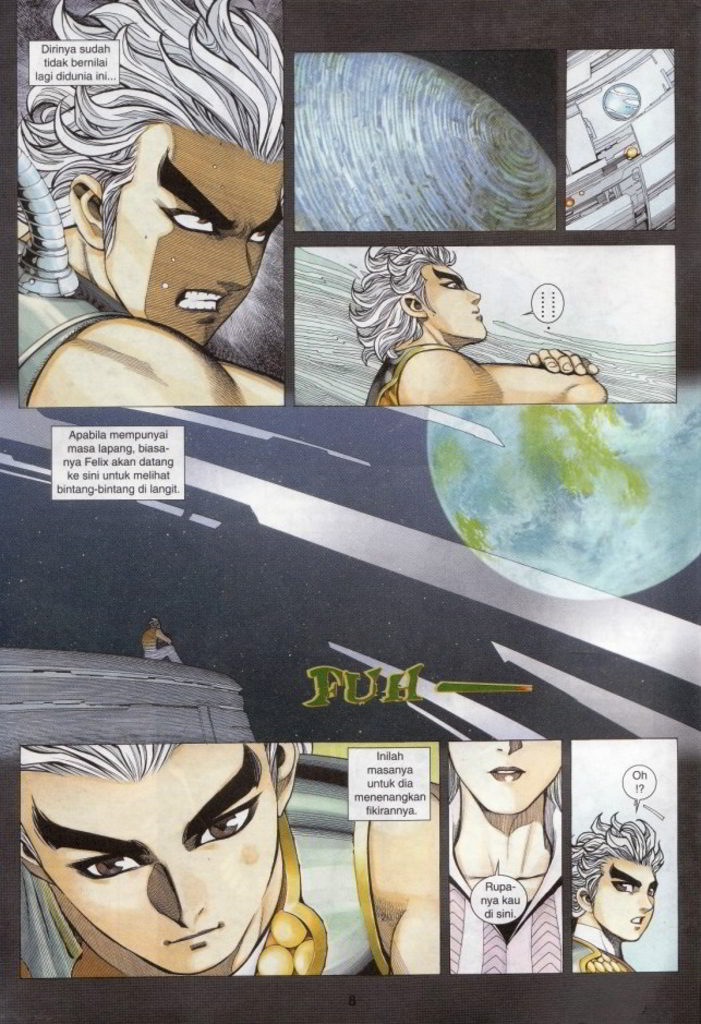 Dirinya sudah
tidak bernilai
lagi didunia ini...
Apabila mempunyai
masa lapang, biasa-
nya Felix akan datang
ke sini untuk melihat
bintang-bintang di langit.
FUH —
Inilah
masanya
untuk dia
menenangkan
fikirannya.
Rupa-
nya kau
di sini.
Oh
!?
8